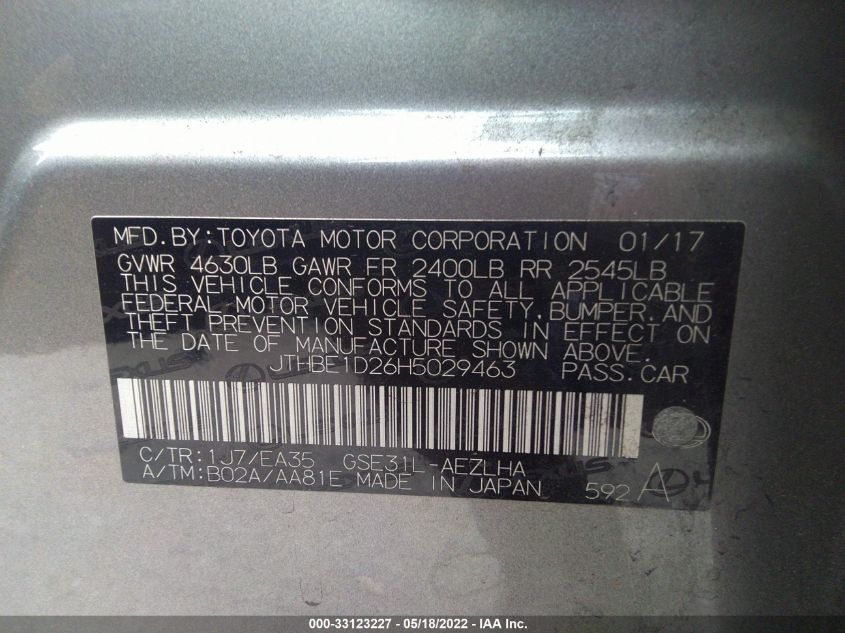 MFD.BY:TOYOTA MOTOR CORPORATION 01/17
GVWR 4630LB GAWR FR 2400LB RR 2545LB
THIS VEHICLE CONFORMS TO ALL APPLICABLE
FEDERAL MOTOR VEHICLE SAFETY,BUMPER,AND
THEFT PREVENTION STANDARDS IN EFFECT ON
THE DATE OF MANUFACTURE SHOWN ABOVE.
JTHBE1D26H5029463 PASS.CAR
C/TR:1J7/EA35 GSE31L-AEZLHA
A/TM:B02A/AA81E MADE IN JAPAN 592 A
000-33123227 - 05/18/2022 - IAA Inc.